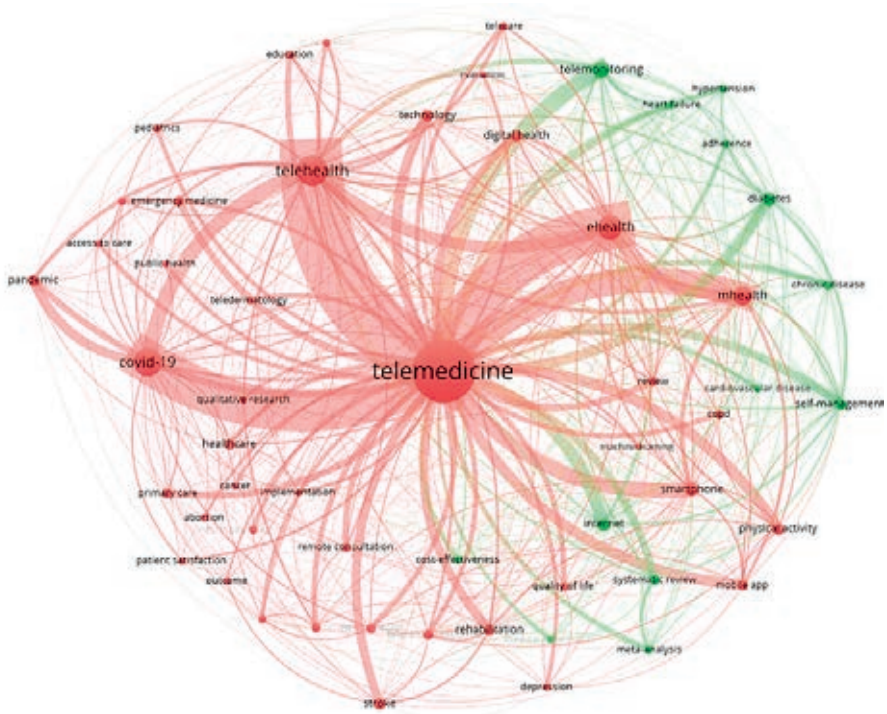 telecare
education
telemonitoring
hypertension
heart failure
technology
pediatrics
digital health
adherence
telehealth
emergency medicine
diabetes
ehealth
access to care
public health
pandemic
chronic disease
teledermatology
mhealth
covid-19
telemedicine
review
cardiovascular disease
qualitative research
self-management
copd
healthcare
machine learning
cancer
primary care
implementation
smartphone
abortion
internet
physical activity
remote consultation
patient satisfaction
cost-effectiveness
outcome
quality of life
systematic review
mobile app
rehabilitation
meta-analysis
depression
stroke